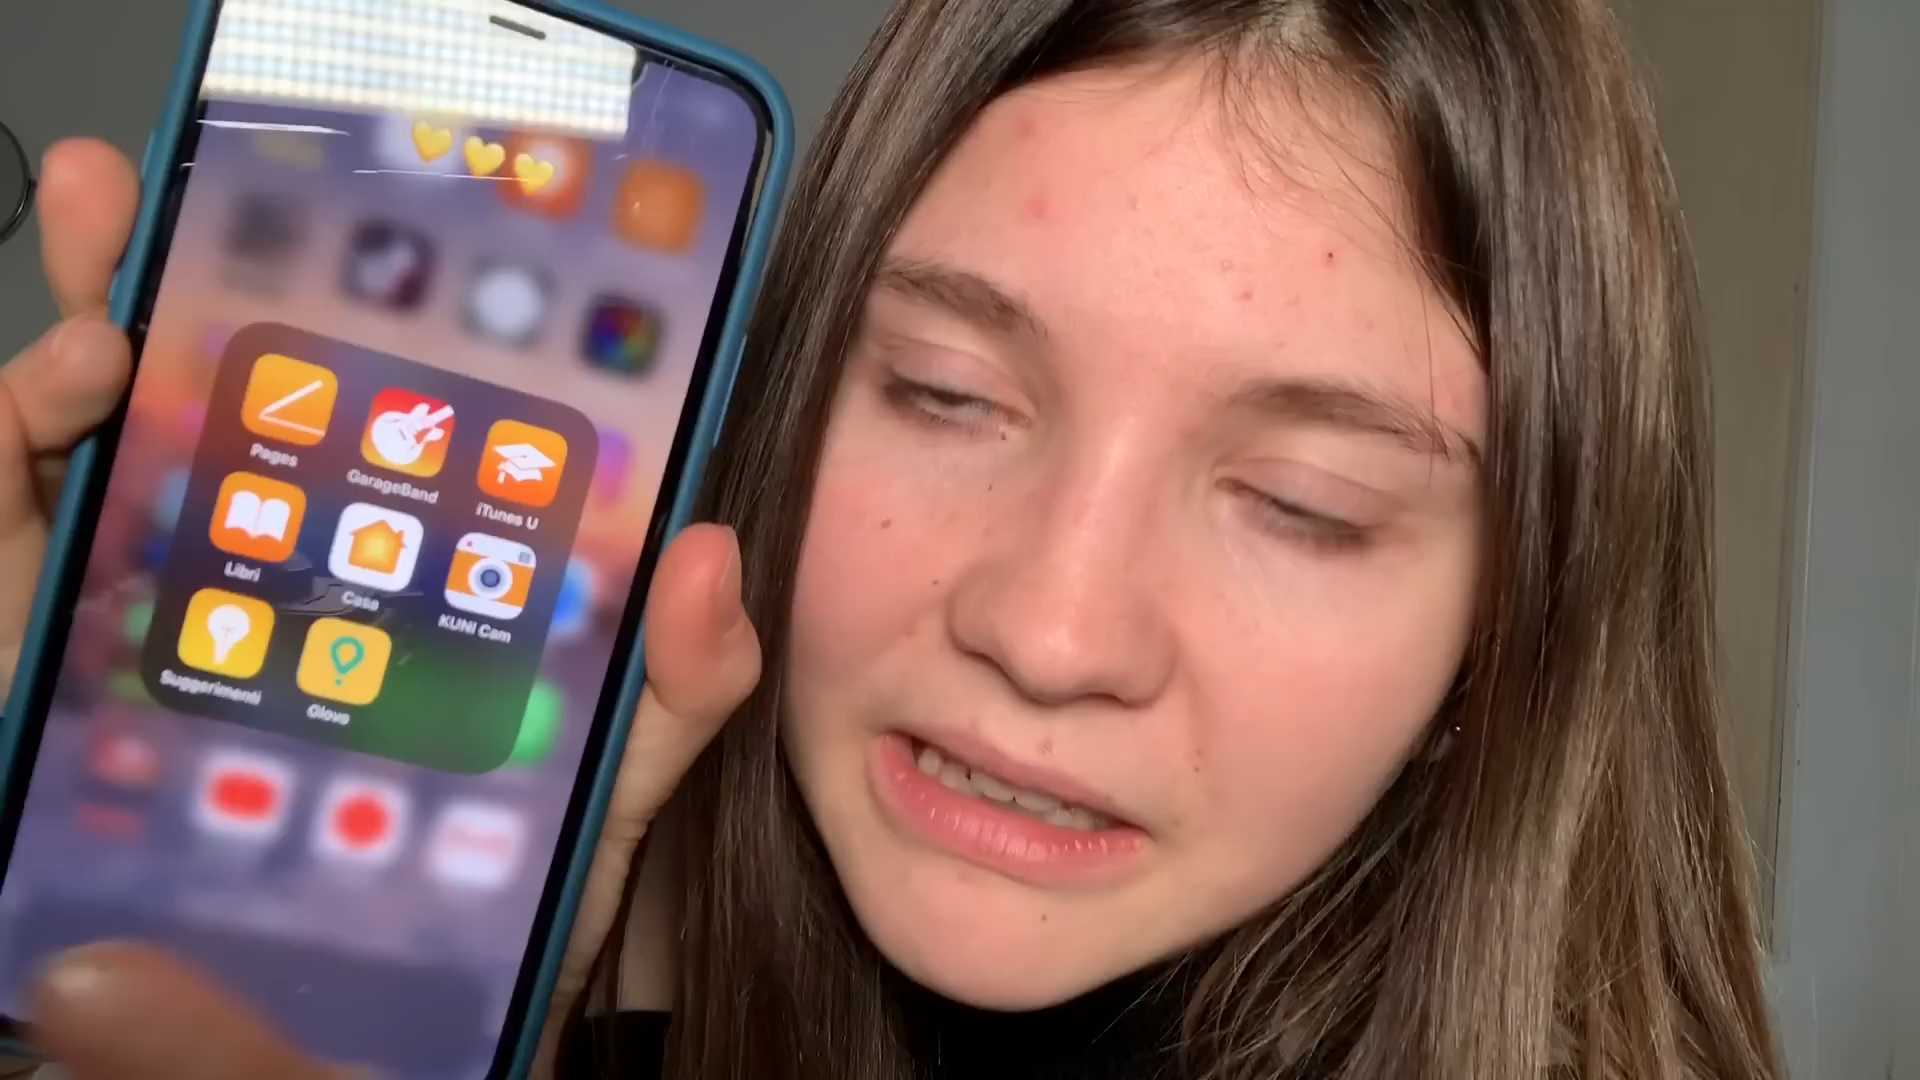 💛💛💛
Pages
GarageBand
iTunes U
Libri
Casa
KUNI Cam
Suggerimenti
Glovo